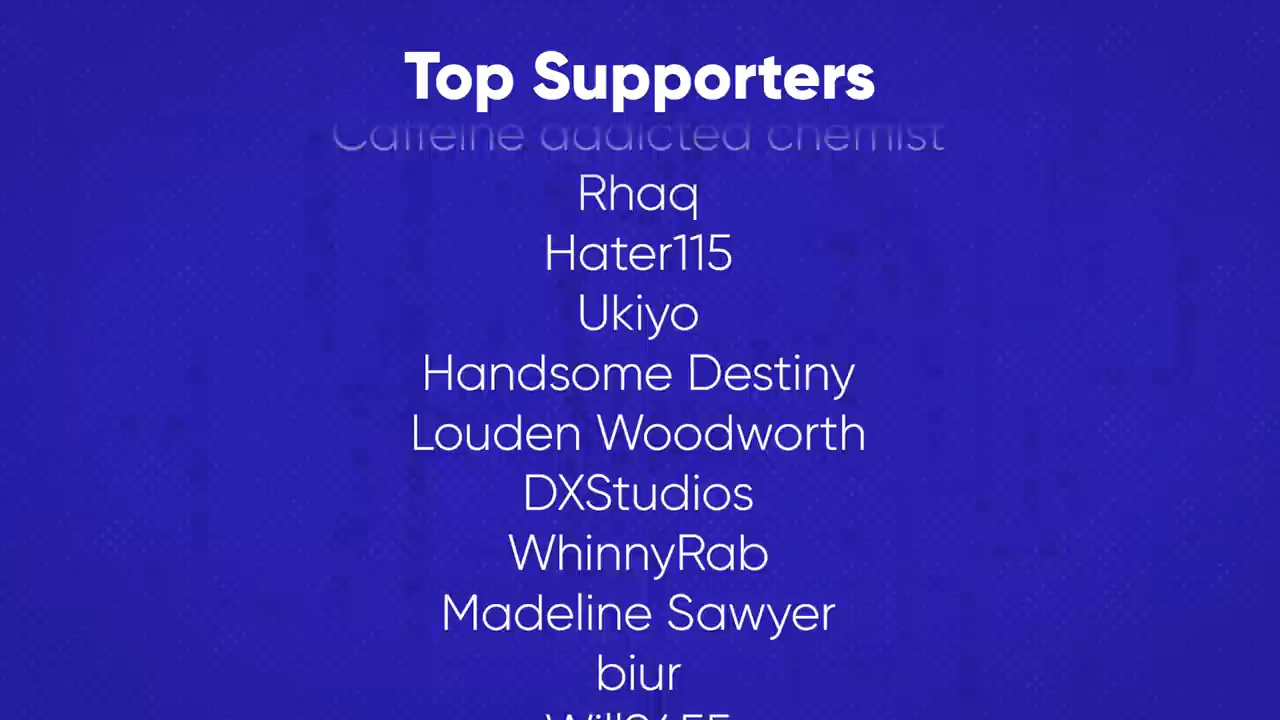 Top Supporters
Caffeine addicted chemist
Rhaq
Hater115
Ukiyo
Handsome Destiny
Louden Woodworth
DXStudios
WhinnyRab
Madeline Sawyer
biur